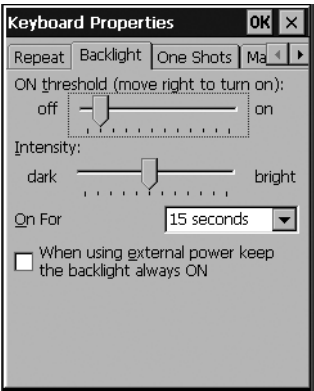 Keyboard Properties OK ×
Repeat Backlight One Shots Ma
ON threshold (move right to turn on):
off on
Intensity:
dark bright
On For 15 seconds
When using external power keep
the backlight always ON